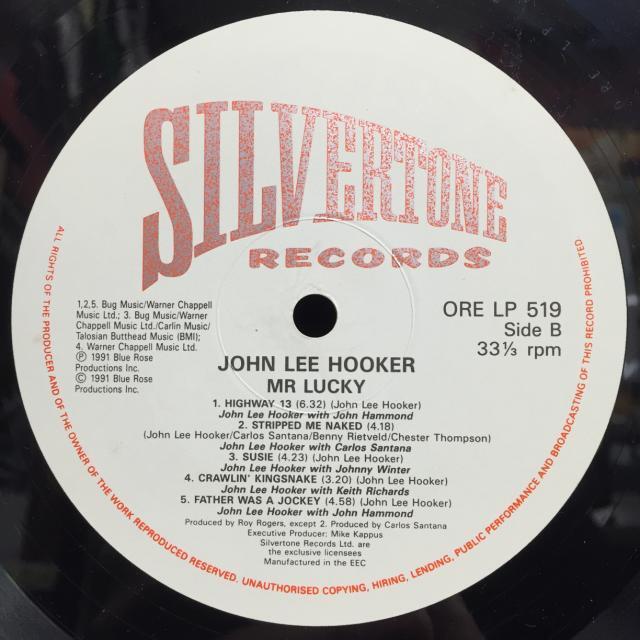 SILVERTONE
RECORDS
1,2,5. Bug Music/Warner Chappell
Music Ltd.; 3. Bug Music/Warner
Chappell Music Ltd./Carlin Music/
Talosian Butthead Music (BMI)
4. Warner Chappell Music Ltd.
Ⓟ 1991 Blue Rose
Productions Inc.
© 1991 Blue Rose
Productions Inc.
ORE LP 519
Side B
33⅓ rpm
JOHN LEE HOOKER
MR LUCKY
1. HIGHWAY 13 (6.32) (John Lee Hooker)
John Lee Hooker with John Hammond
2. STRIPPED ME NAKED (4.18)
(John Lee Hooker/Carlos Santana/Benny Rietveld/Chester Thompson)
John Lee Hooker with Carlos Santana
3. SUSIE (4.23) (John Lee Hooker)
John Lee Hooker with Johnny Winter
4. CRAWLIN' KINGSNAKE (3.20) (John Lee Hooker)
John Lee Hooker with Keith Richards
5. FATHER WAS A JOCKEY (4.58) (John Lee Hooker)
John Lee Hooker with John Hammond
Produced by Roy Rogers, except 2. Produced by Carlos Santana
Executive Producer: Mike Kappus
Silvertone Records Ltd. are
the exclusive licensees
Manufactured in the EEC
ALL RIGHTS OF THE PRODUCER AND OF THE OWNER OF THE WORK REPRODUCED RESERVED. UNAUTHORISED COPYING, HIRING, LENDING, PUBLIC PERFORMANCE AND BROADCASTING OF THIS RECORD PROHIBITED